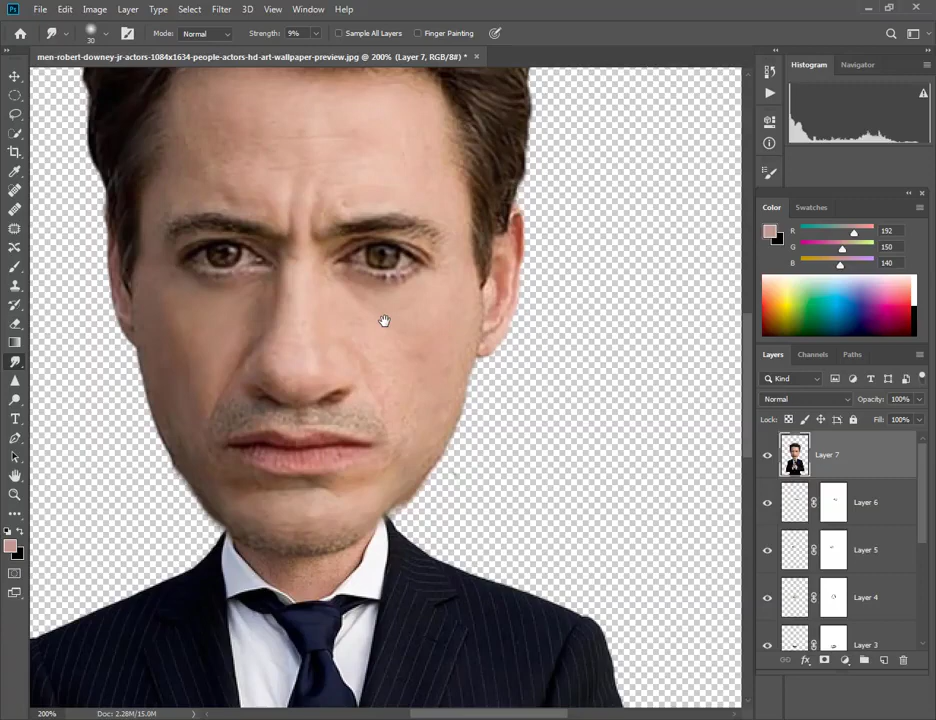 Ps File Edit Image Layer Type Select Filter 3D View Window Help
30 Mode: Normal Strength: 9% Sample All Layers Finger Painting
men-robert-downey-jr-actors-1084x1634-people-actors-hd-art-wallpaper-preview.jpg @ 200% (Layer 7, RGB/8#) *
Histogram Navigator
Color Swatches
R 192
G 150
B 140
Layers Channels Paths
Kind
Normal Opacity: 100%
Lock: Fill: 100%
Layer 7
Layer 6
Layer 5
Layer 4
Layer 3
200% Doc: 2.28M/15.0M